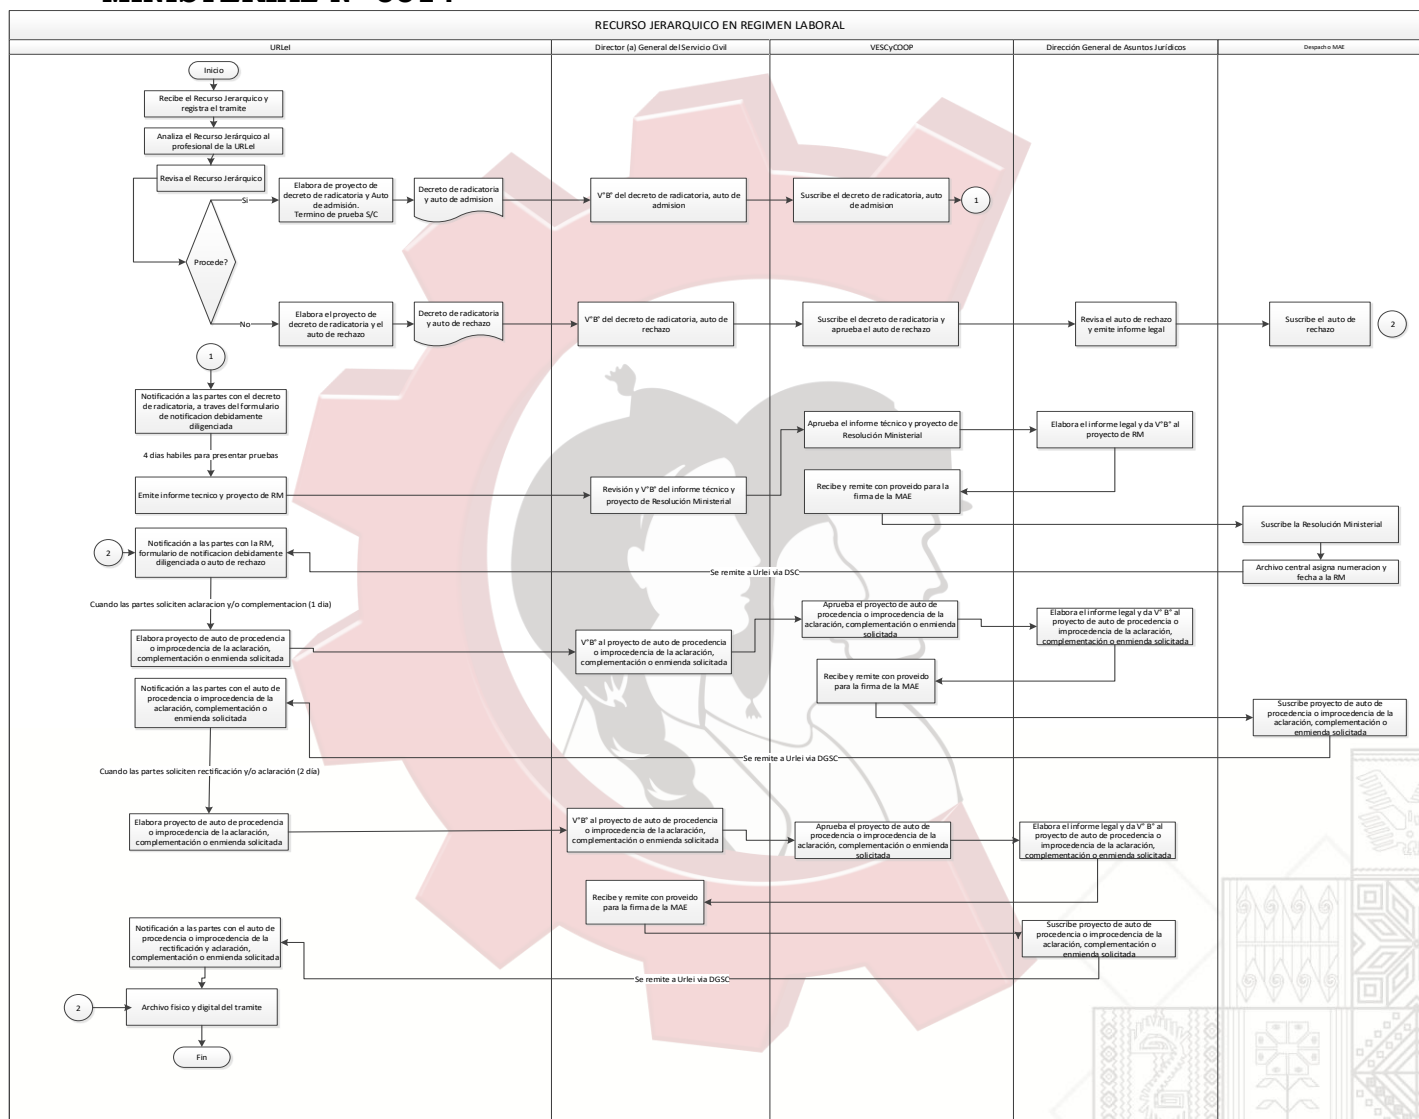 RECURSO JERARQUICO EN REGIMEN LABORAL
URLeI
Director (a) General del Servicio Civil
VESCyCOOP
Dirección General de Asuntos Jurídicos
Despacho MAE
Inicio
Recibe el Recurso Jerarquico y
registra el tramite
Analiza el Recurso Jerárquico al
profesional de la URLeI
Revisa el Recurso Jerárquico
Procede?
Si
Elabora de proyecto de
decreto de radicatoria y Auto
de admisión.
Termino de prueba S/C
Decreto de radicatoria
y auto de admision
V°B° del decreto de radicatoria, auto de
admision
Suscribe el decreto de radicatoria, auto
de admision
1
No
Elabora el proyecto de
decreto de radicatoria y el
auto de rechazo
Decreto de radicatoria
y auto de rechazo
V°B° del decreto de radicatoria, auto de
rechazo
Suscribe el decreto de radicatoria y
aprueba el auto de rechazo
Revisa el auto de rechazo
y emite informe legal
Suscribe el auto de
rechazo
2
1
Notificación a las partes con el decreto
de radicatoria, a traves del formulario
de notificacion debidamente
diligenciada
4 dias habiles para presentar pruebas
Emite informe tecnico y proyecto de RM
Revisión y V°B° del informe técnico y
proyecto de Resolución Ministerial
Aprueba el informe técnico y proyecto de
Resolución Ministerial
Elabora el informe legal y da V°B° al
proyecto de RM
Recibe y remite con proveido para la
firma de la MAE
Suscribe la Resolución Ministerial
Archivo central asigna numeracion y
fecha a la RM
Se remite a Urlei via DSC
2
Notificación a las partes con la RM,
formulario de notificacion debidamente
diligenciada o auto de rechazo
Cuando las partes soliciten aclaracion y/o complementacion (1 dia)
Elabora proyecto de auto de procedencia
o improcedencia de la aclaración,
complementación o enmienda solicitada
V°B° al proyecto de auto de procedencia
o improcedencia de la aclaración,
complementación o enmienda solicitada
Aprueba el proyecto de auto de
procedencia o improcedencia de la
aclaración, complementación o enmienda
solicitada
Elabora el informe legal y da V° B° al
proyecto de auto de procedencia o
improcedencia de la aclaración,
complementación o enmienda solicitada
Recibe y remite con proveido
para la firma de la MAE
Suscribe proyecto de auto de
procedencia o improcedencia de la
aclaración, complementación o
enmienda solicitada
Se remite a Urlei via DGSC
Notificación a las partes con el auto de
procedencia o improcedencia de la
aclaración, complementación o
enmienda solicitada
Cuando las partes soliciten rectificación y/o aclaración (2 día)
Elabora proyecto de auto de procedencia
o improcedencia de la aclaración,
complementación o enmienda solicitada
V°B° al proyecto de auto de procedencia
o improcedencia de la aclaración,
complementación o enmienda solicitada
Aprueba el proyecto de auto de
procedencia o improcedencia de la
aclaración, complementación o enmienda
solicitada
Elabora el informe legal y da V° B° al
proyecto de auto de procedencia o
improcedencia de la aclaración,
complementación o enmienda solicitada
Recibe y remite con proveido
para la firma de la MAE
Suscribe proyecto de auto de
procedencia o improcedencia de la
aclaración, complementación o
enmienda solicitada
Se remite a Urlei via DGSC
Notificación a las partes con el auto de
procedencia o improcedencia de la
rectificación y aclaración,
complementación o enmienda solicitada
2
Archivo fisico y digital del tramite
Fin